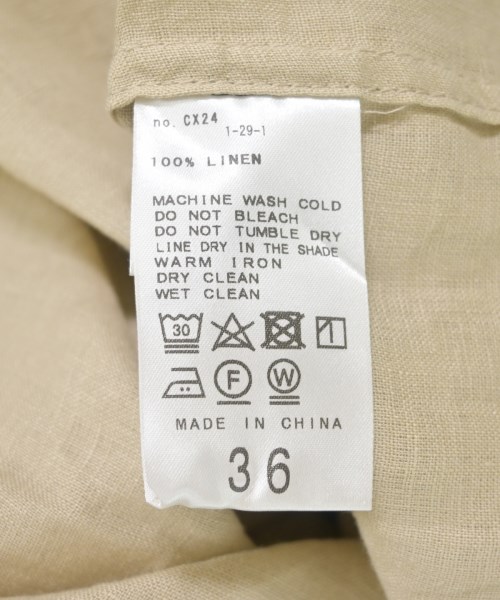 no. CX24
1-29-1
100% LINEN
MACHINE WASH COLD
DO NOT BLEACH
DO NOT TUMBLE DRY
LINE DRY IN THE SHADE
WARM IRON
DRY CLEAN
WET CLEAN
30
F W
MADE IN CHINA
36